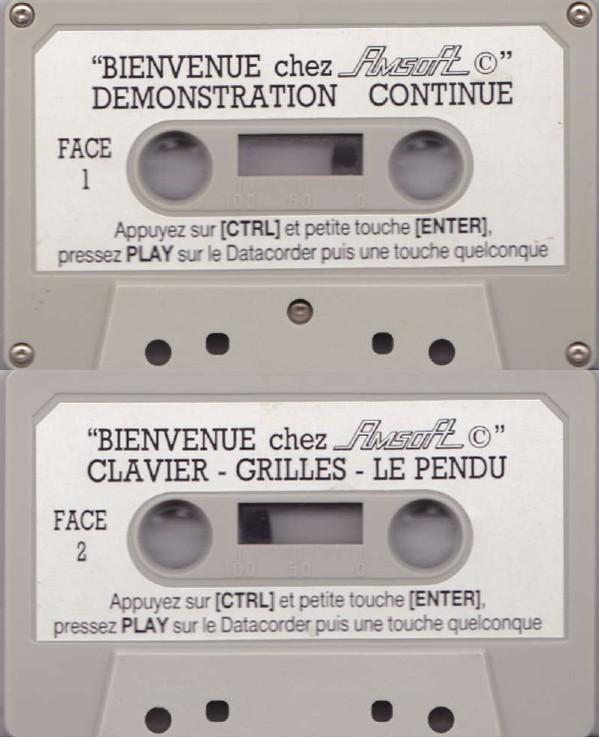 “BIENVENUE chez Amsoft ©”
DEMONSTRATION CONTINUE
FACE
1
100 50 0
Appuyez sur [CTRL] et petite touche [ENTER],
pressez PLAY sur le Datacorder puis une touche quelconque
“BIENVENUE chez Amsoft ©”
CLAVIER - GRILLES - LE PENDU
FACE
2
100 50 0
Appuyez sur [CTRL] et petite touche [ENTER],
pressez PLAY sur le Datacorder puis une touche quelconque